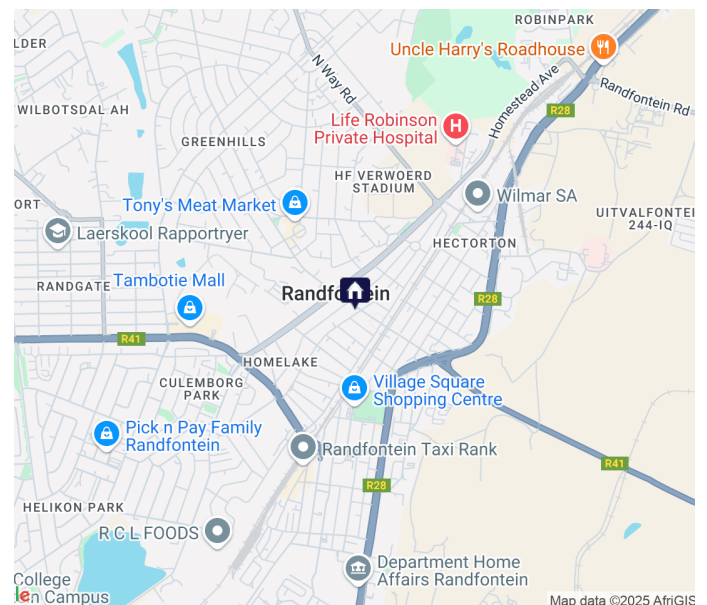 ROBINPARK
LDER
Uncle Harry's Roadhouse
N Way Rd
Homestead Ave
Randfontein Rd
R28
WILBOTSDAL AH
Life Robinson
Private Hospital
GREENHILLS
HF VERWOERD
STADIUM
Tony's Meat Market
Wilmar SA
ORT
Laerskool Rapportryer
UITVALFONTEI
244-IQ
HECTORTON
RANDGATE
Tambotie Mall
Randfontein
R28
R41
HOMELAKE
CULEMBORG
PARK
Village Square
Shopping Centre
Pick n Pay Family
Randfontein
Randfontein Taxi Rank
R41
R28
HELIKON PARK
R C L FOODS
Department Home
Affairs Randfontein
College
n Campus
le
Map data ©2025 AfriGIS